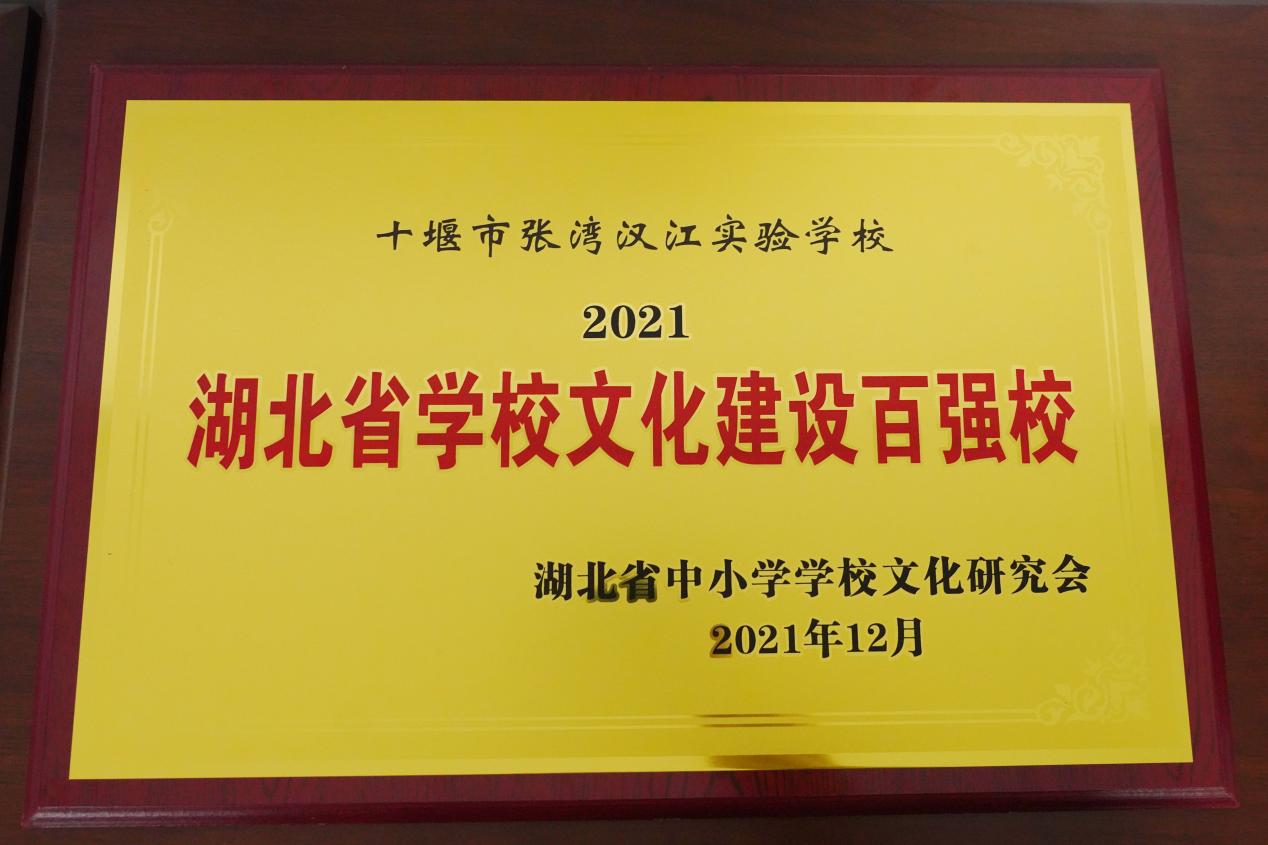 十堰市张湾汉江实验学校
2021
湖北省学校文化建设百强校
湖北省中小学学校文化研究会
2021年12月